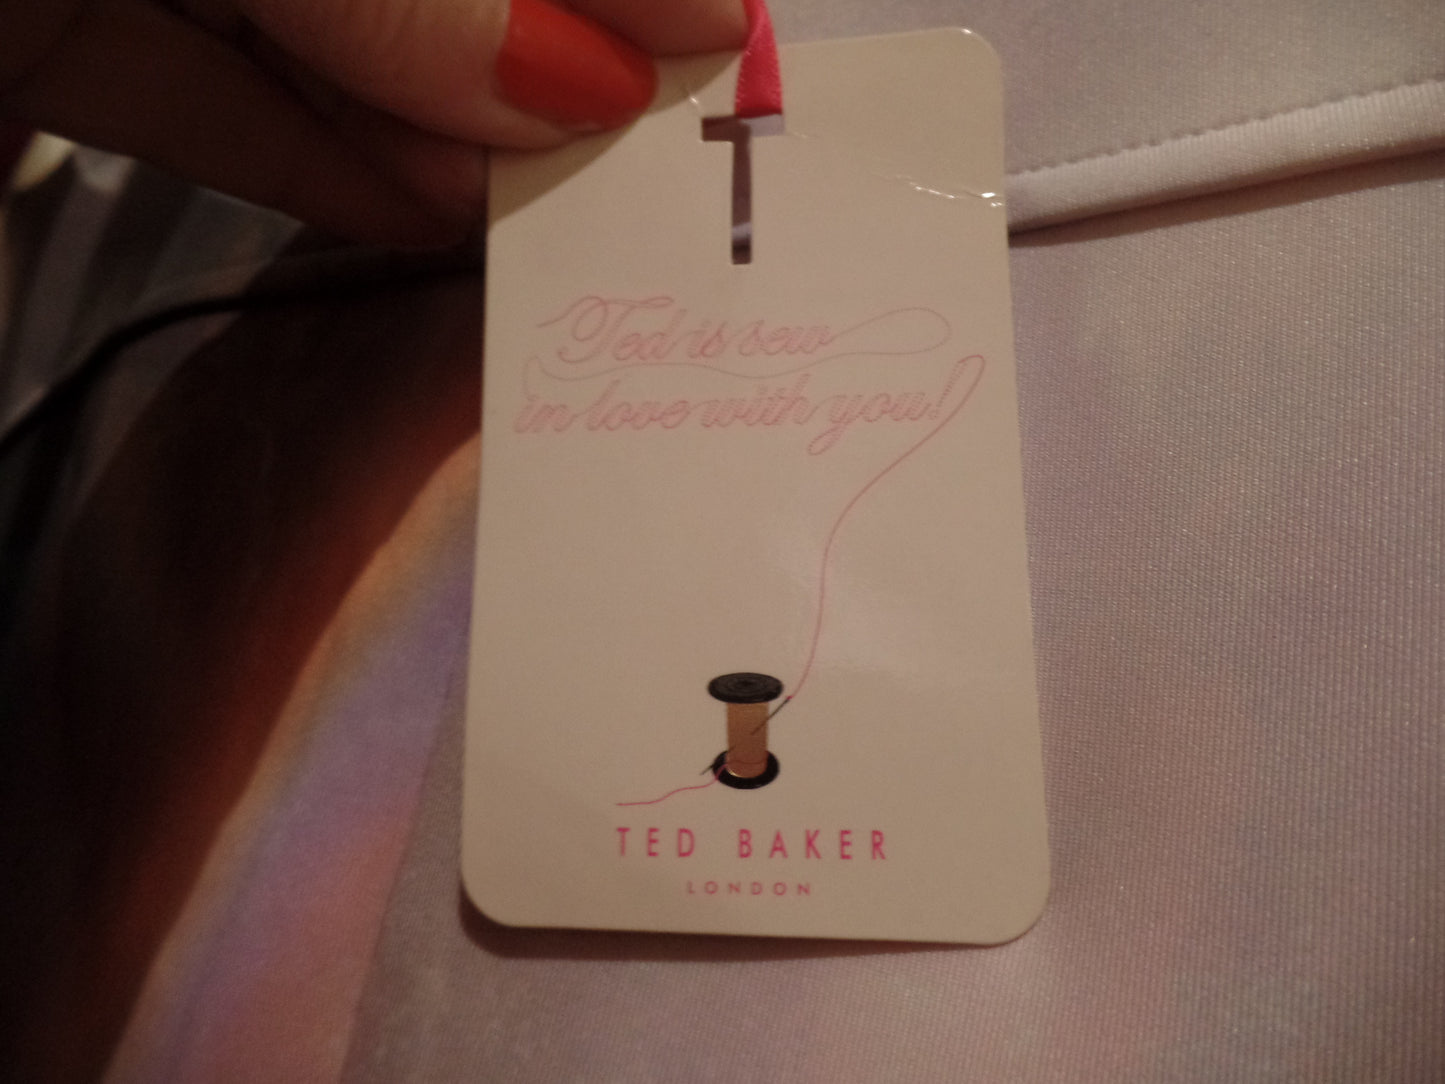 Ted is sew
in love with you!
TED BAKER
LONDON